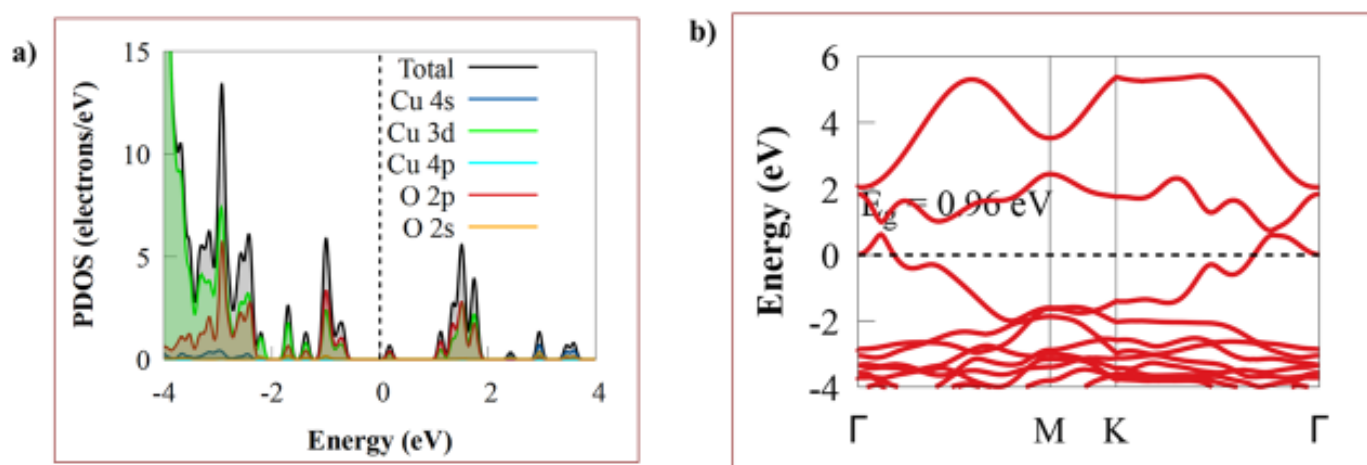 a)
15
10
5
0
PDOS (electrons/eV)
Total
Cu 4s
Cu 3d
Cu 4p
O 2p
O 2s
-4
-2
0
2
4
Energy (eV)
b)
6
4
2
0
-2
-4
Energy (eV)
E_g = 0.96 eV
Γ
M
K
Γ